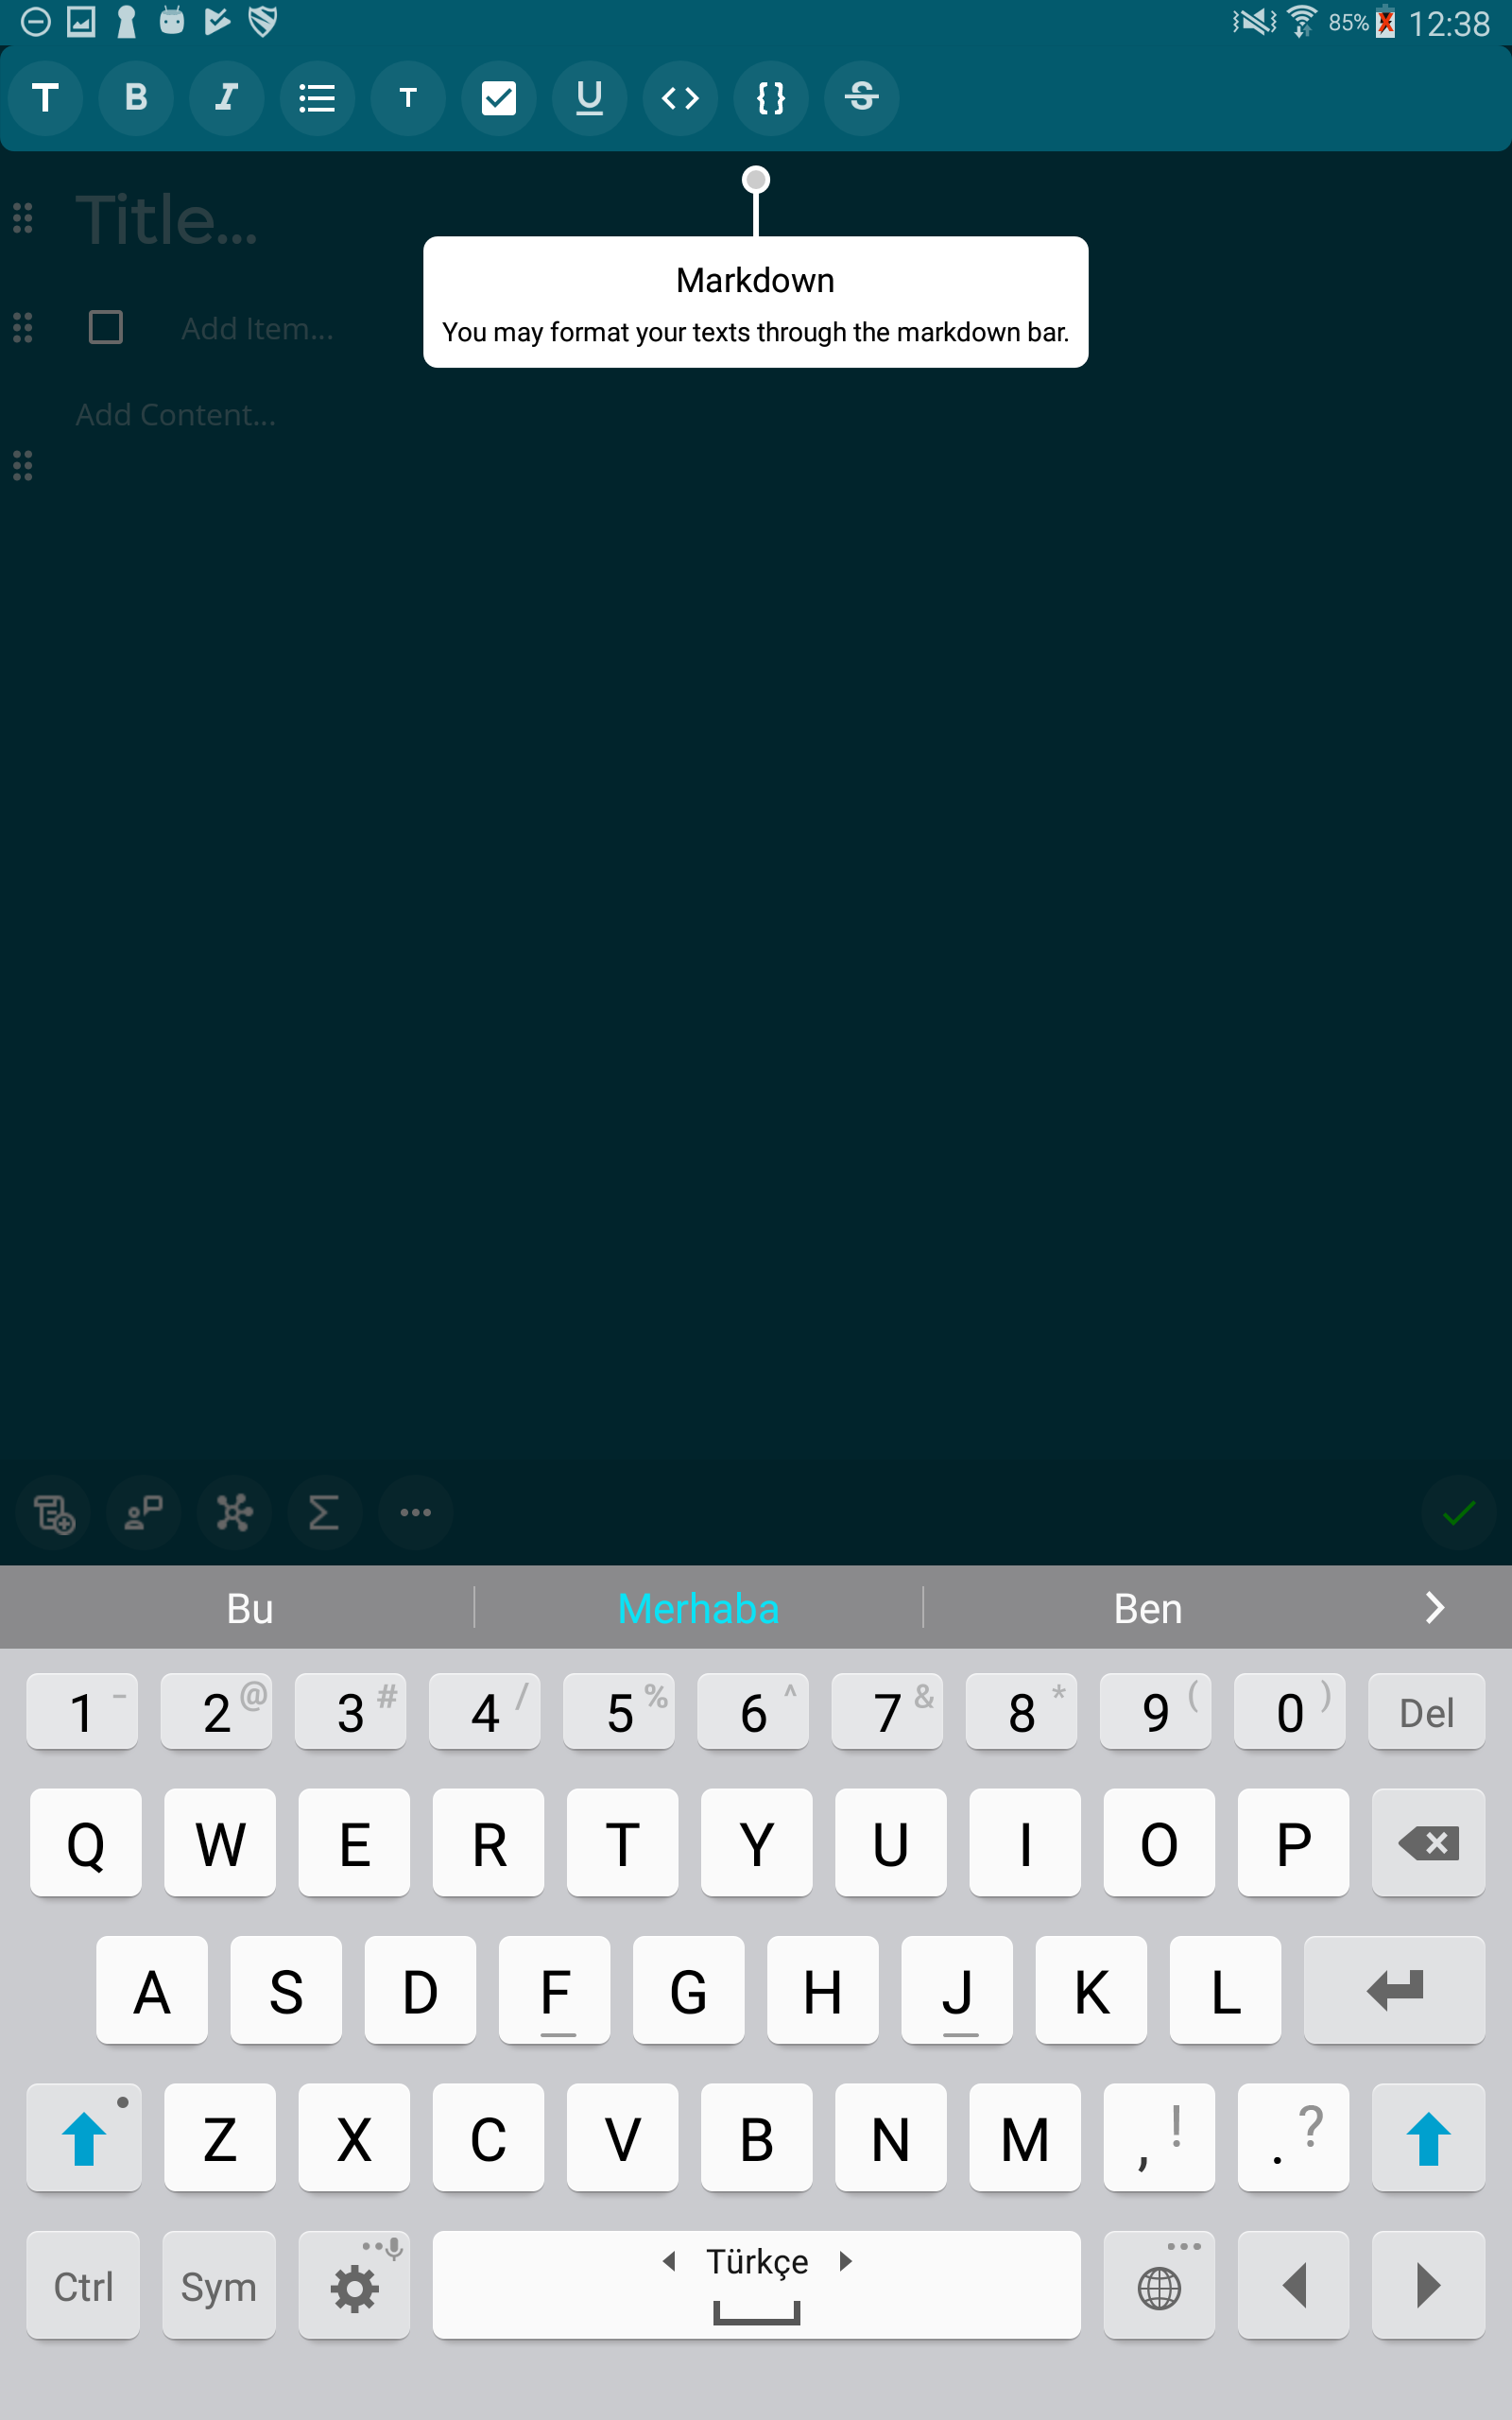 85% 12:38
T B I T U <> {} S
Title...
Markdown
You may format your texts through the markdown bar.
Add Item...
Add Content...
Σ ...
Bu Merhaba Ben
1 - 2 @ 3 # 4 / 5 % 6 ^ 7 & 8 * 9 ( 0 ) Del
Q W E R T Y U I O P
A S D F G H J K L
Z X C V B N M , ! . ?
Ctrl Sym Türkçe